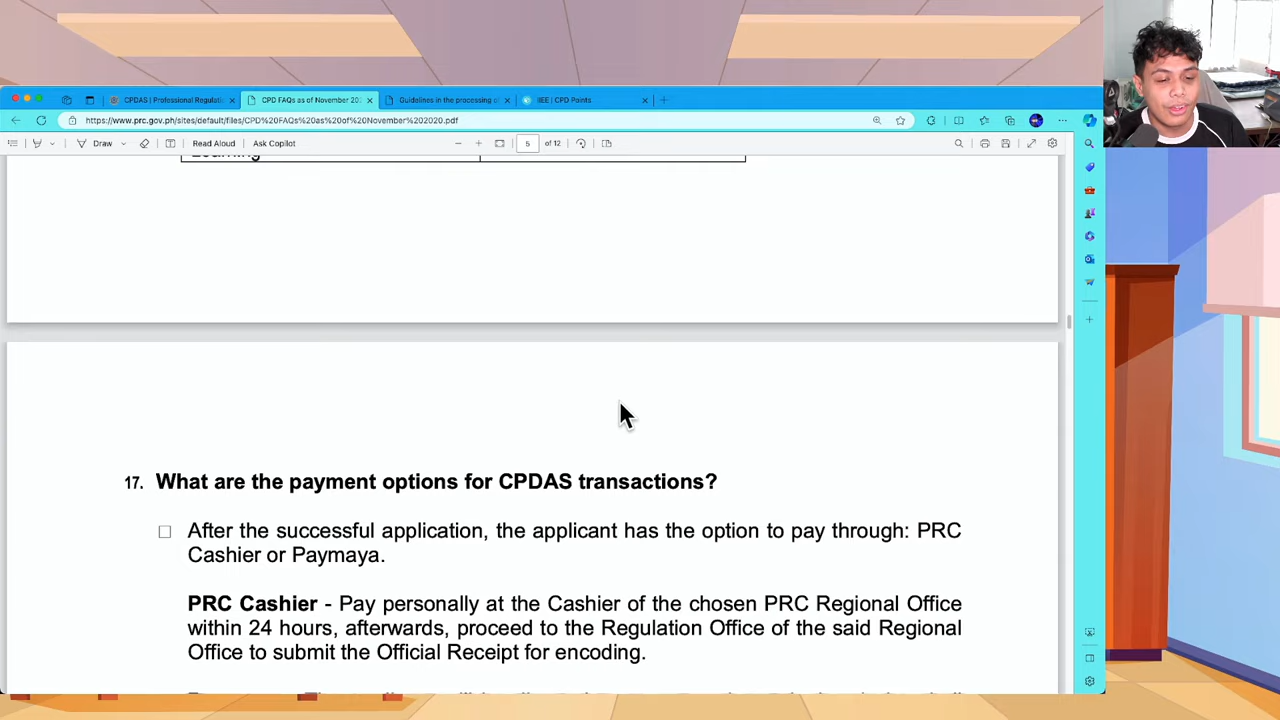 CPDAS | Professional Regulati
CPD FAQs as of November 202
Guidelines in the processing o
IIEE | CPD Points
https://www.prc.gov.ph/sites/default/files/CPD%20FAQs%20as%20of%20November%202020.pdf
Draw
Read Aloud
Ask Copilot
5
of 12
Learning
17. What are the payment options for CPDAS transactions?
After the successful application, the applicant has the option to pay through: PRC
Cashier or Paymaya.
PRC Cashier - Pay personally at the Cashier of the chosen PRC Regional Office
within 24 hours, afterwards, proceed to the Regulation Office of the said Regional
Office to submit the Official Receipt for encoding.